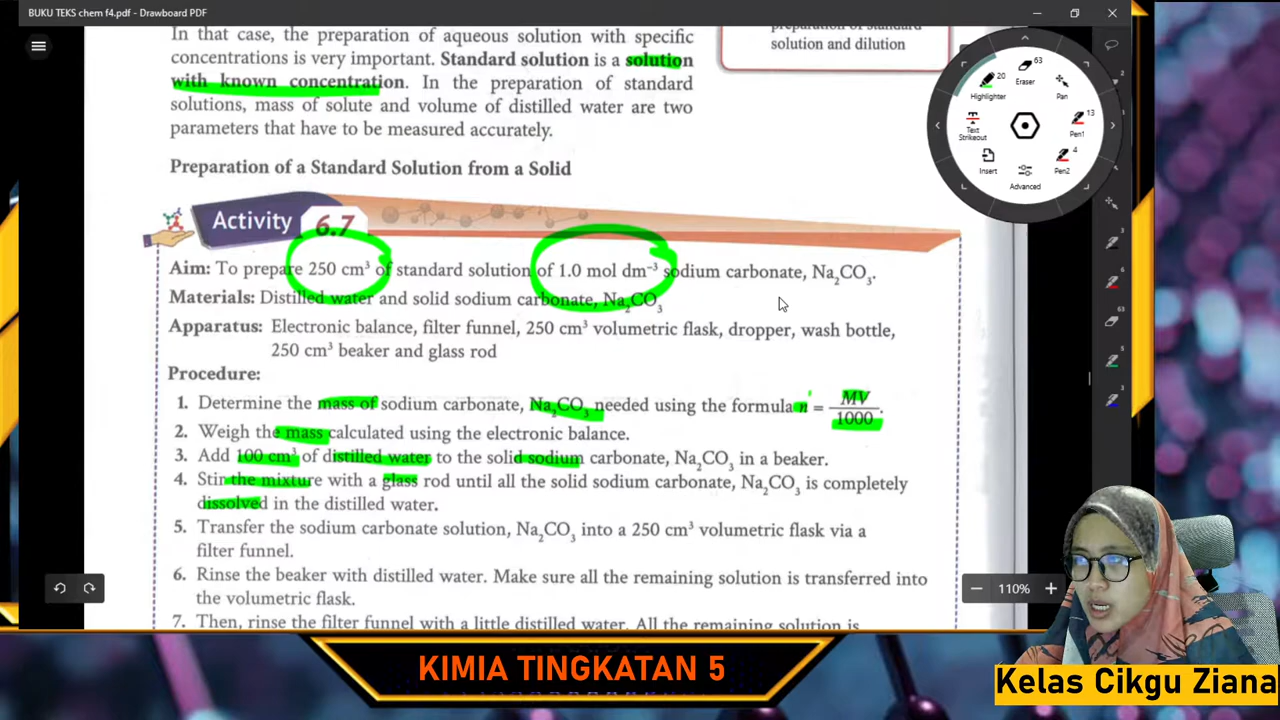 BUKU TEKS chem f4.pdf - Drawboard PDF
In that case, the preparation of aqueous solution with specific
concentrations is very important. Standard solution is a solution
with known concentration. In the preparation of standard
solutions, mass of solute and volume of distilled water are two
parameters that have to be measured accurately.
solution and dilution
Preparation of a Standard Solution from a Solid
Activity 6.7
Aim: To prepare 250 cm³ of standard solution of 1.0 mol dm⁻³ sodium carbonate, Na₂CO₃.
Materials: Distilled water and solid sodium carbonate, Na₂CO₃
Apparatus: Electronic balance, filter funnel, 250 cm³ volumetric flask, dropper, wash bottle,
250 cm³ beaker and glass rod
Procedure:
1. Determine the mass of sodium carbonate, Na₂CO₃ needed using the formula n = MV/1000.
2. Weigh the mass calculated using the electronic balance.
3. Add 100 cm³ of distilled water to the solid sodium carbonate, Na₂CO₃ in a beaker.
4. Stir the mixture with a glass rod until all the solid sodium carbonate, Na₂CO₃ is completely
dissolved in the distilled water.
5. Transfer the sodium carbonate solution, Na₂CO₃ into a 250 cm³ volumetric flask via a
filter funnel.
6. Rinse the beaker with distilled water. Make sure all the remaining solution is transferred into
the volumetric flask.
7. Then, rinse the filter funnel with a little distilled water. All the remaining solution is
63
Eraser
20
Highlighter
Pan
Text
Strikeout
13
Pen1
Insert
4
Pen2
Advanced
110%
KIMIA TINGKATAN 5
Kelas Cikgu Ziana